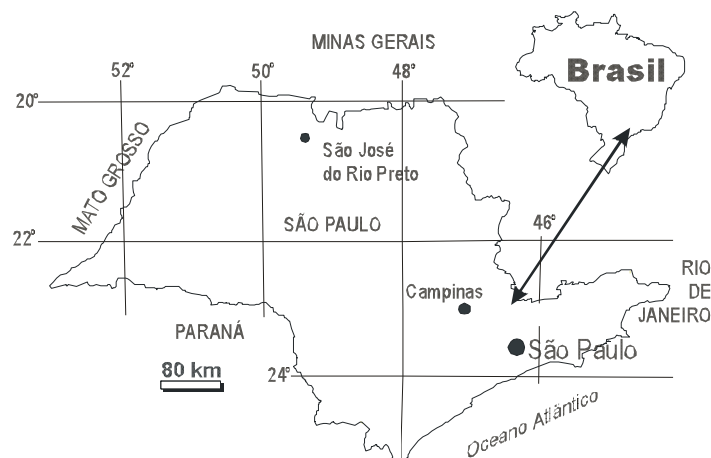 MINAS GERAIS
52°
50°
48°
Brasil
20°
MATO GROSSO
São José
do Rio Preto
SÃO PAULO
46°
22°
RIO
DE
JANEIRO
Campinas
PARANÁ
São Paulo
80 km
24°
Oceano Atlântico